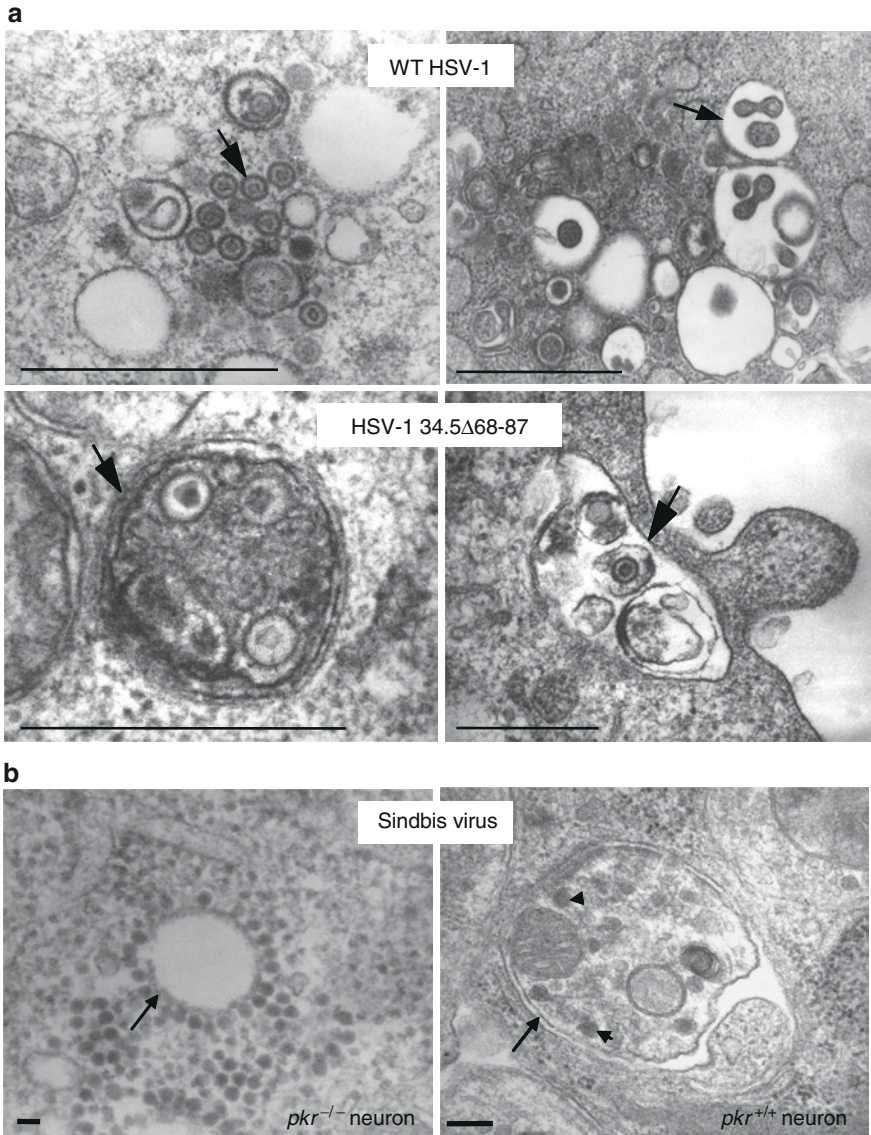 a
WT HSV-1
HSV-1 34.5Δ68-87
b
Sindbis virus
pkr−/− neuron
pkr+/+ neuron